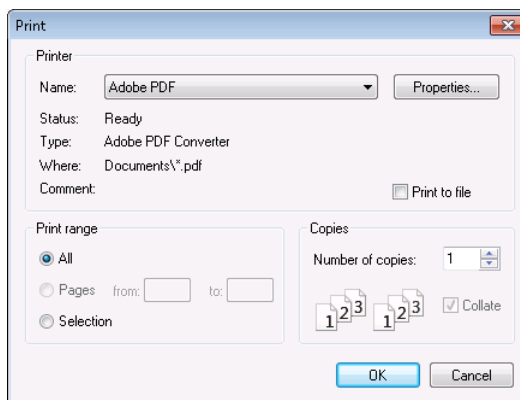 Print
Printer
Name: Adobe PDF Properties...
Status: Ready
Type: Adobe PDF Converter
Where: Documents\*.pdf
Comment:
Print to file
Print range
All
Pages from: to:
Selection
Copies
Number of copies: 1
1 2 3 1 2 3
Collate
OK Cancel